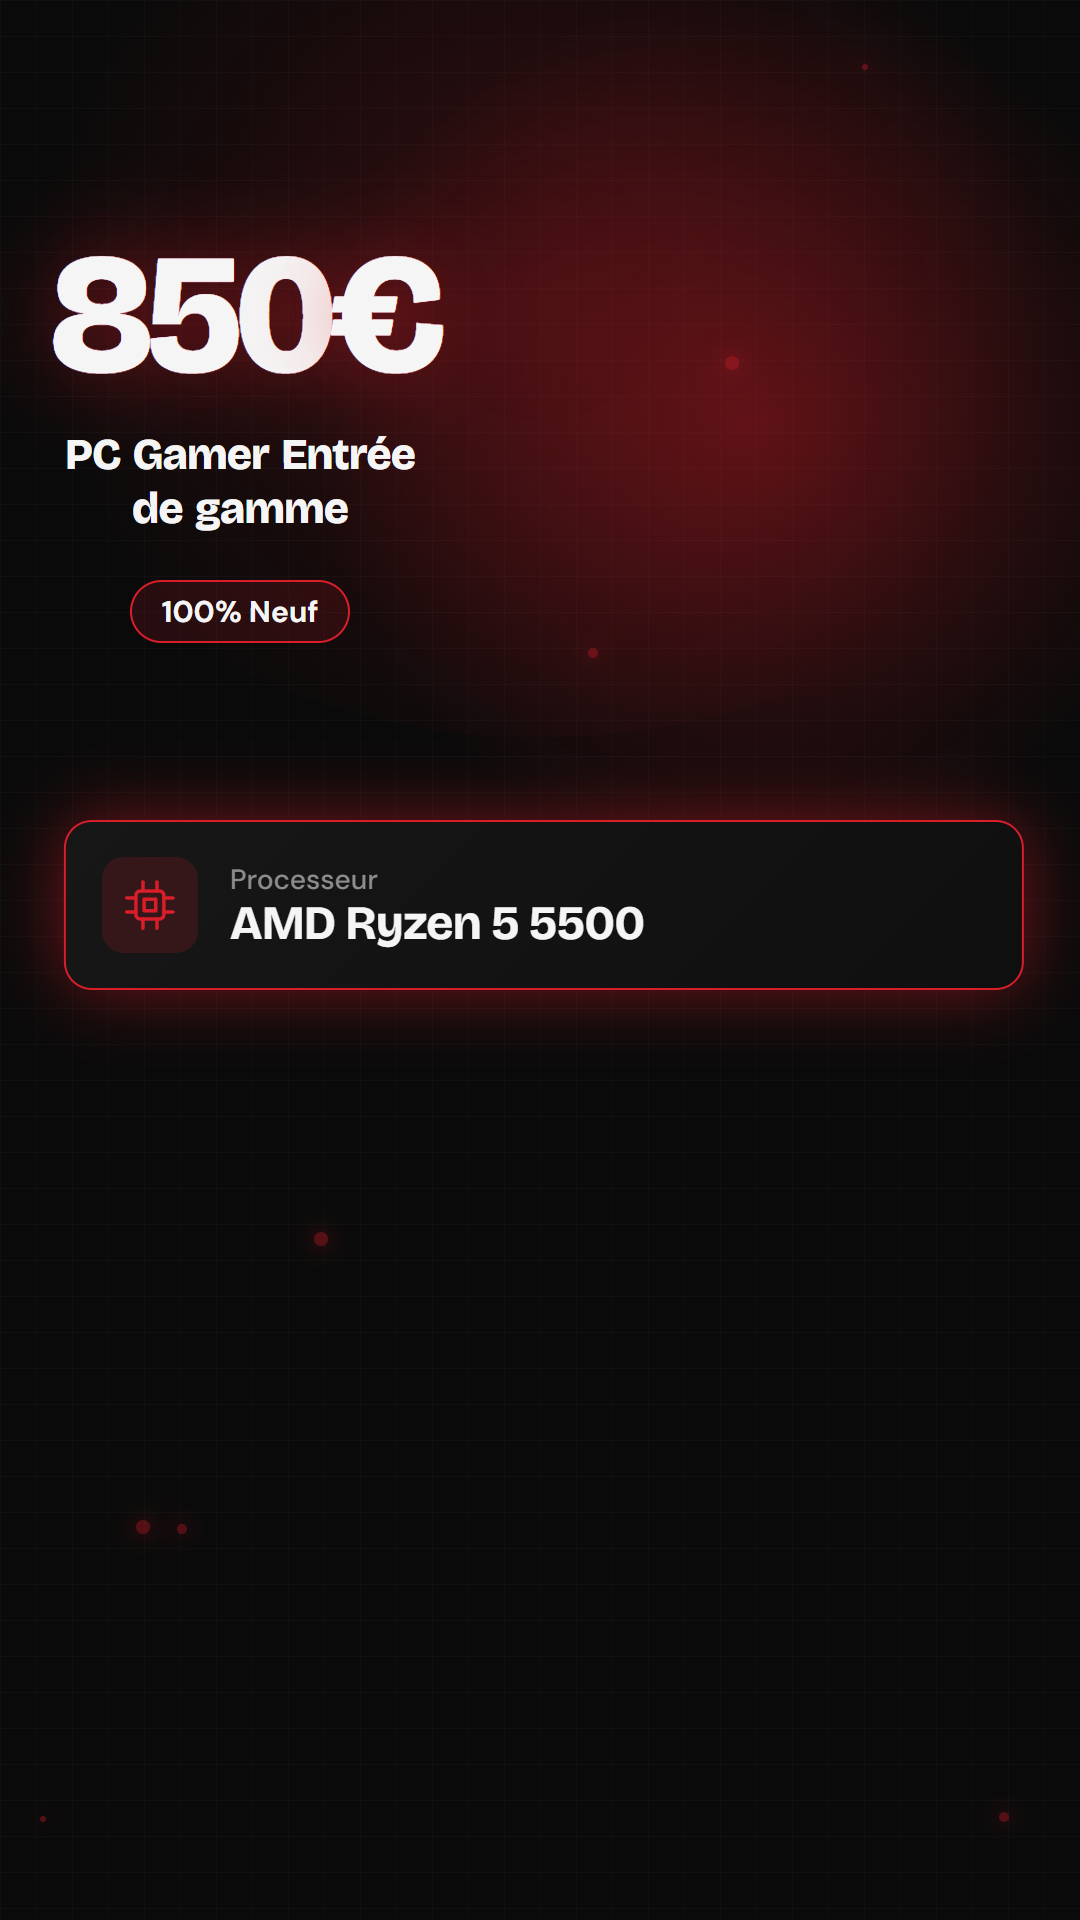 850€
PC Gamer Entrée
de gamme
100% Neuf
Processeur
AMD Ryzen 5 5500